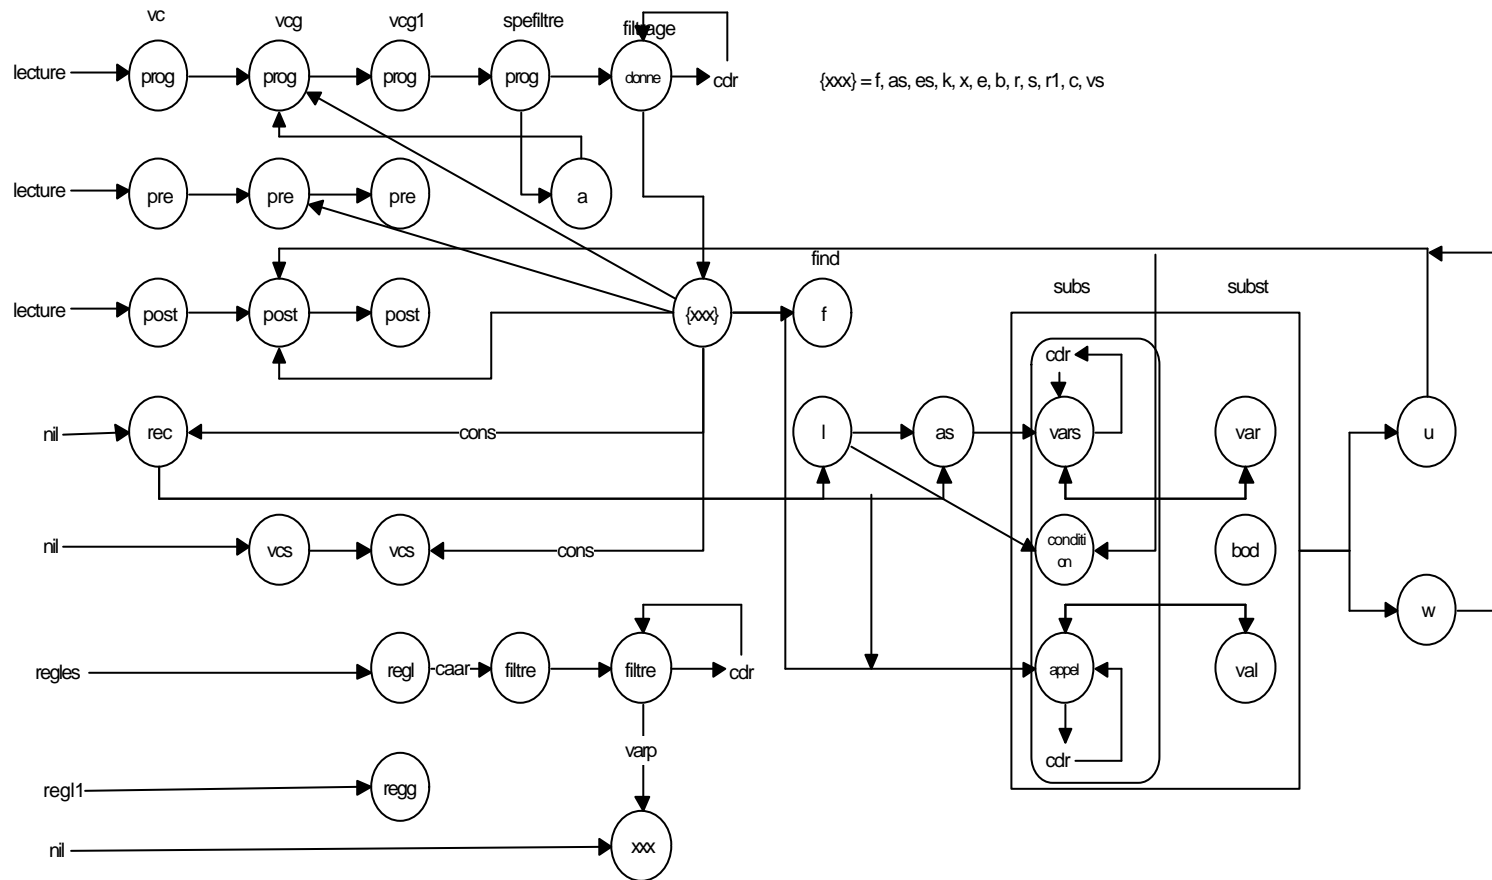 vc vcg vcg1 spefiltre filtrage
lecture prog prog prog prog donne cdr {xxx} = f, as, es, k, x, e, b, r, s, r1, c, vs
lecture pre pre pre a
find
subs subst
lecture post post post {xxx} f
cdr
nil rec cons l as vars var u
nil vcs vcs cons conditi bod
on
w
regles regl caar filtre filtre cdr appel val
varp
cdr
regl1 regg
nil xxx